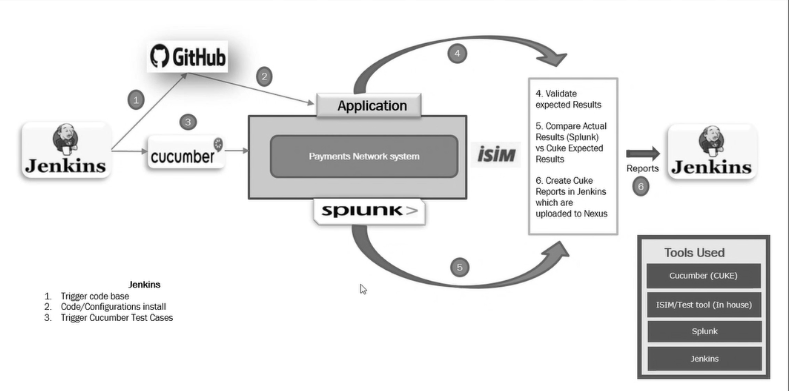 GitHub
1
2
4
Application
3
Jenkins
cucumber
Payments Network system
iSiM
splunk>
4. Validate
expected Results
5. Compare Actual
Results (Splunk)
vs Cuke Expected
Results
6. Create Cuke
Reports in Jenkins
which are
uploaded to Nexus
Reports
6
Jenkins
5
Jenkins
1. Trigger code base
2. Code/Configurations install
3. Trigger Cucumber Test Cases
Tools Used
Cucumber (CUKE)
ISIM/Test tool (In house)
Splunk
Jenkins